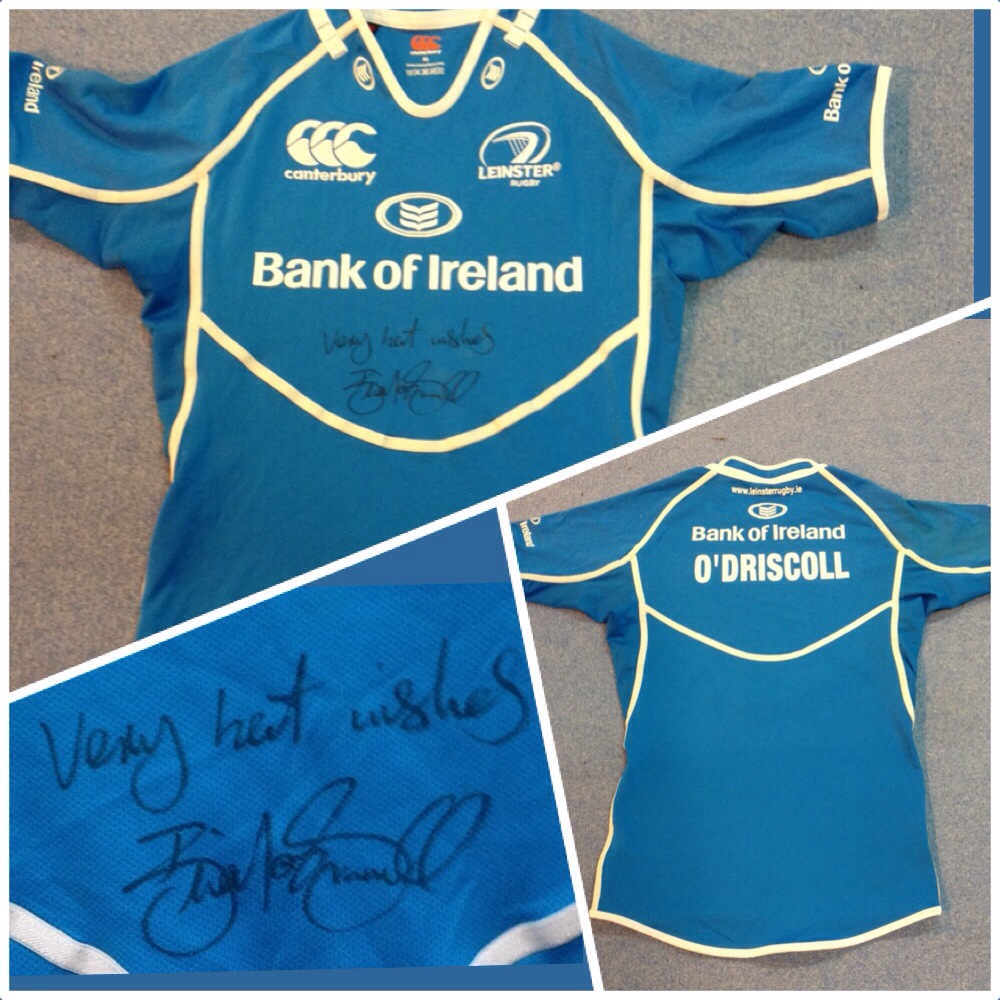 Ireland
Bank o
canterbury
LEINSTER®
RUGBY
Bank of Ireland
Very best wishes
www.leinsterrugby.ie
Ireland
Bank of Ireland
O'DRISCOLL
Very best wishes